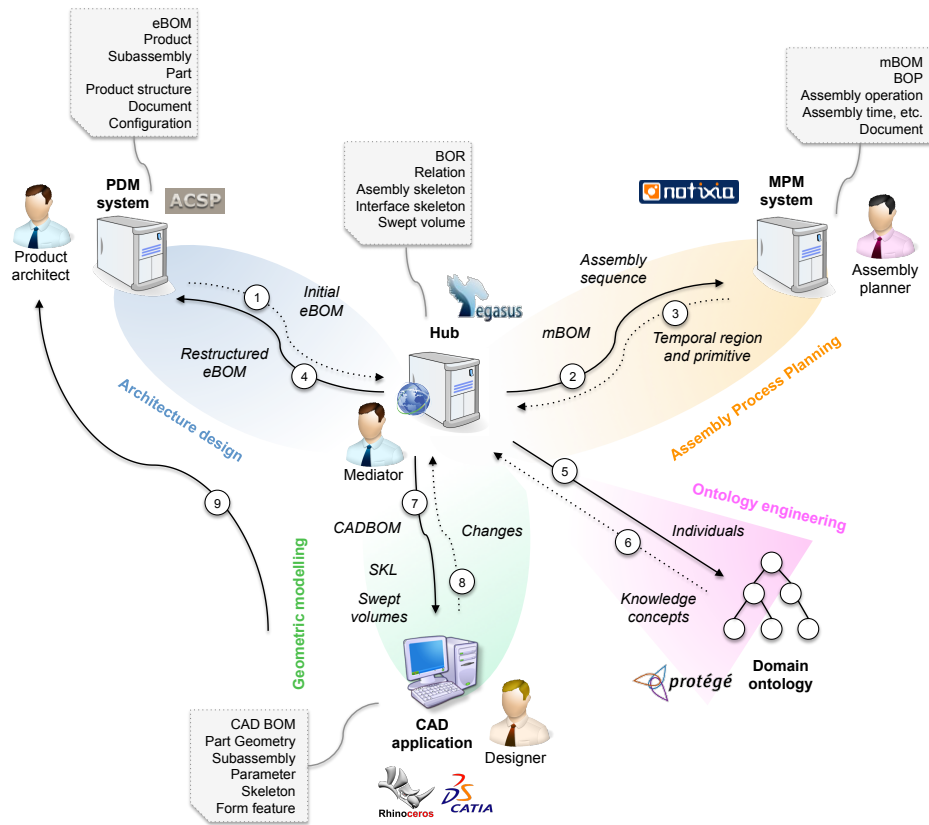 eBOM
Product
Subassembly
Part
Product structure
Document
Configuration
mBOM
BOP
Assembly operation
Assembly time, etc.
Document
BOR
Relation
Asembly skeleton
Interface skeleton
Swept volume
PDM
system
ACSP
notixia
MPM
system
Product
architect
Assembly
planner
1
Initial
eBOM
egasus
Hub
Assembly
sequence
3
mBOM
Temporal region
and primitive
Restructured
eBOM
4
2
Architecture design
Assembly Process Planning
Mediator
5
Ontology engineering
9
7
CADBOM
Changes
6
Individuals
SKL
8
Swept
volumes
Knowledge
concepts
Geometric modelling
protégé
Domain
ontology
CAD BOM
Part Geometry
Subassembly
Parameter
Skeleton
Form feature
CAD
application
Designer
Rhinoceros
DS
CATIA